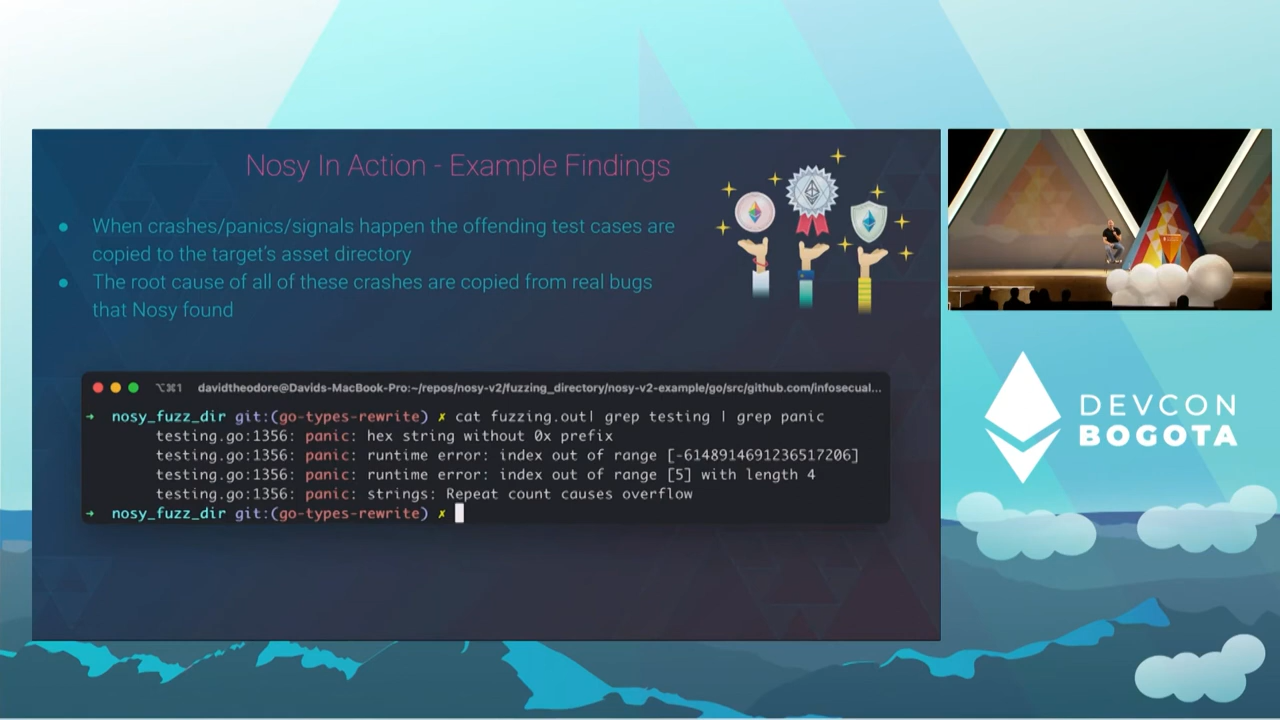 Nosy In Action - Example Findings
● When crashes/panics/signals happen the offending test cases are
copied to the target's asset directory
● The root cause of all of these crashes are copied from real bugs
that Nosy found
⌥⌘1 davidtheodore@Davids-MacBook-Pro:~/repos/nosy-v2/fuzzing_directory/nosy-v2-example/go/src/github.com/infosecual...
→ nosy_fuzz_dir git:(go-types-rewrite) ✗ cat fuzzing.out| grep testing | grep panic
testing.go:1356: panic: hex string without 0x prefix
testing.go:1356: panic: runtime error: index out of range [-6148914691236517206]
testing.go:1356: panic: runtime error: index out of range [5] with length 4
testing.go:1356: panic: strings: Repeat count causes overflow
→ nosy_fuzz_dir git:(go-types-rewrite) ✗
DEVCON
BOGOTA